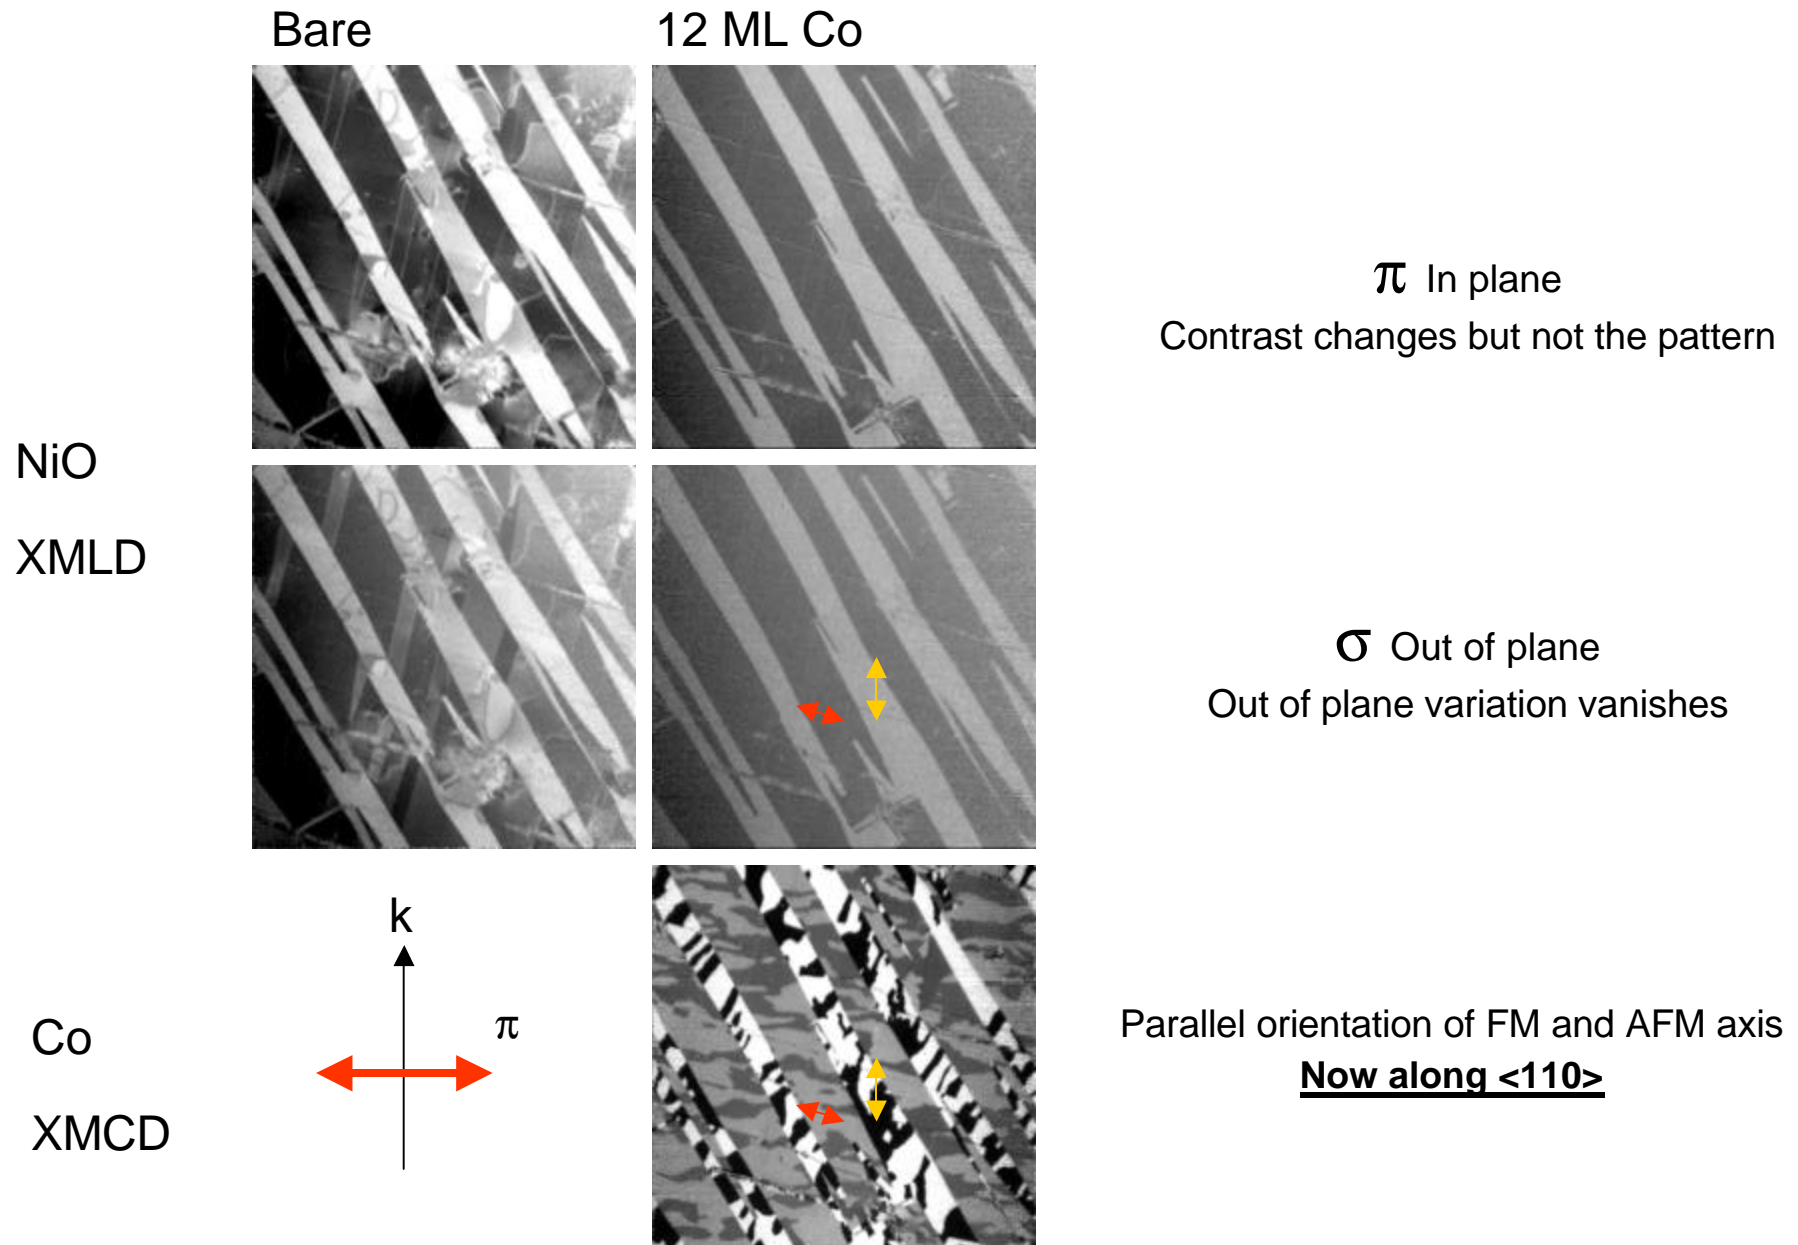 Bare
12 ML Co
π In plane
Contrast changes but not the pattern
NiO
XMLD
σ Out of plane
Out of plane variation vanishes
k
π
Co
XMCD
Parallel orientation of FM and AFM axis
Now along <110>